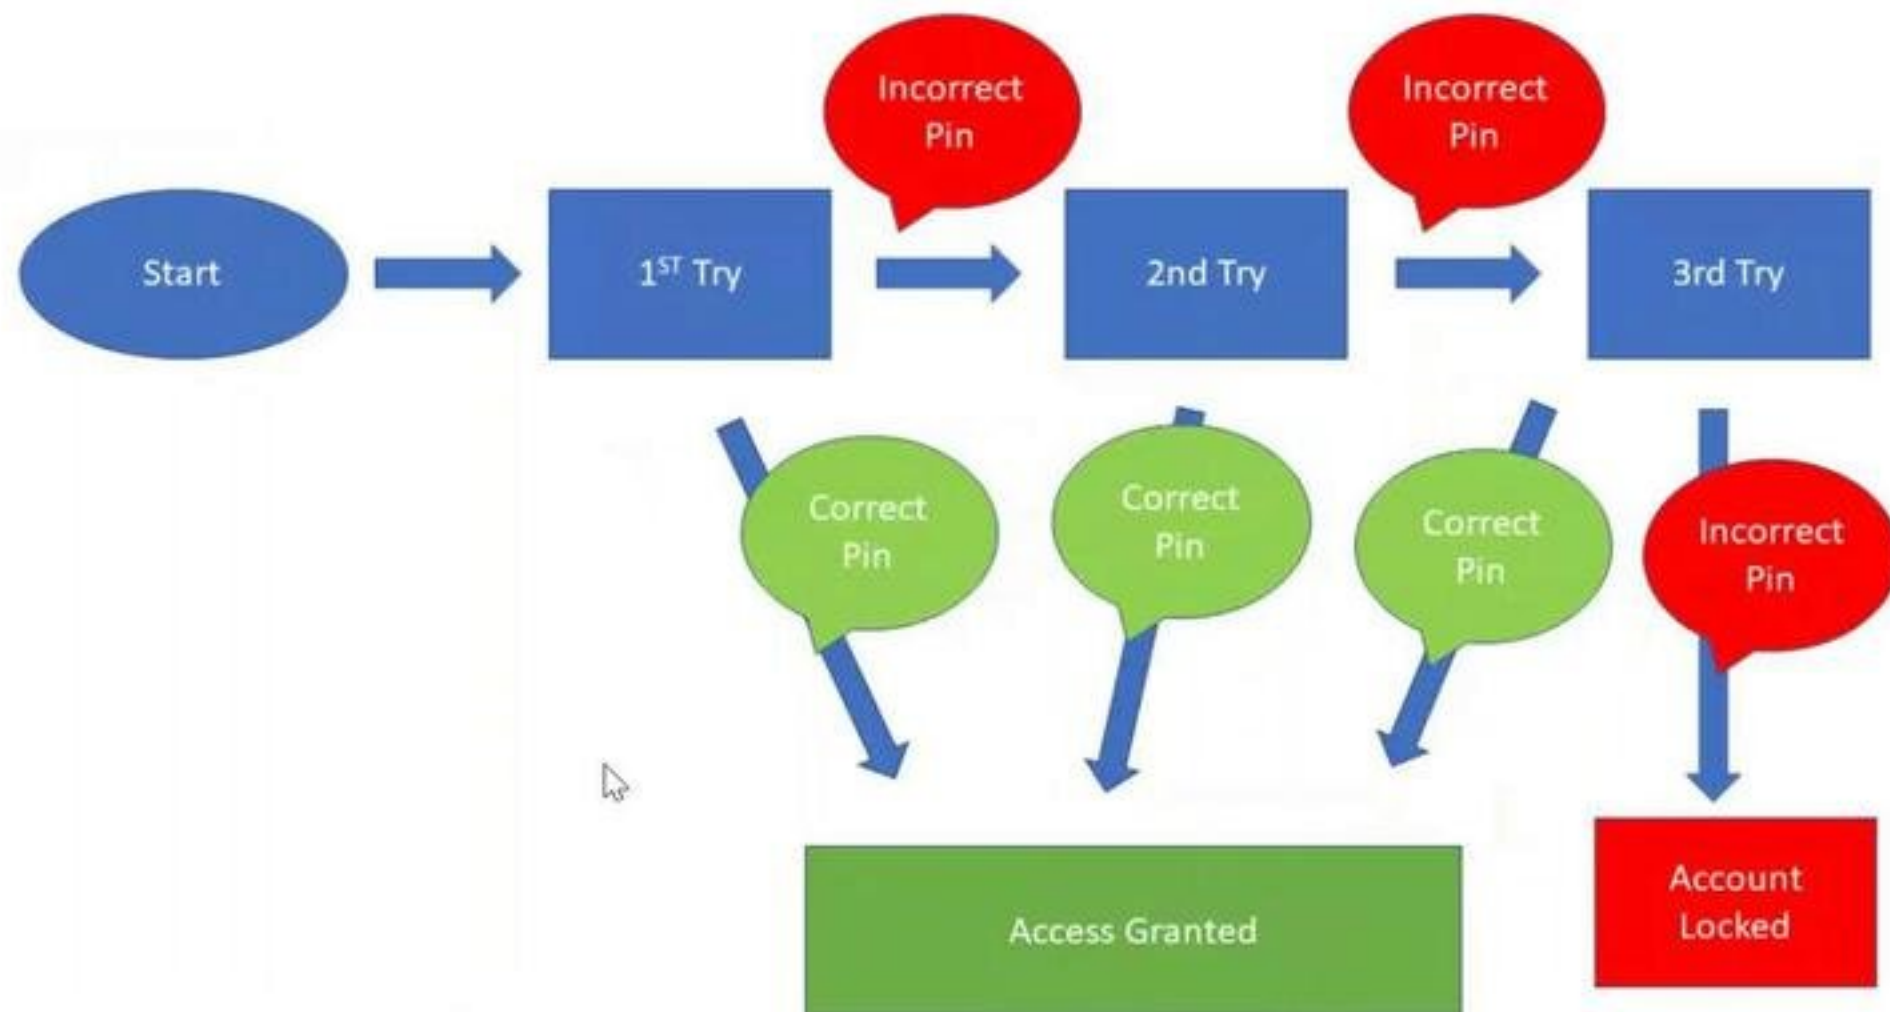 Incorrect
Pin
Incorrect
Pin
Start
1ST Try
2nd Try
3rd Try
Correct
Pin
Correct
Pin
Correct
Pin
Incorrect
Pin
Access Granted
Account
Locked